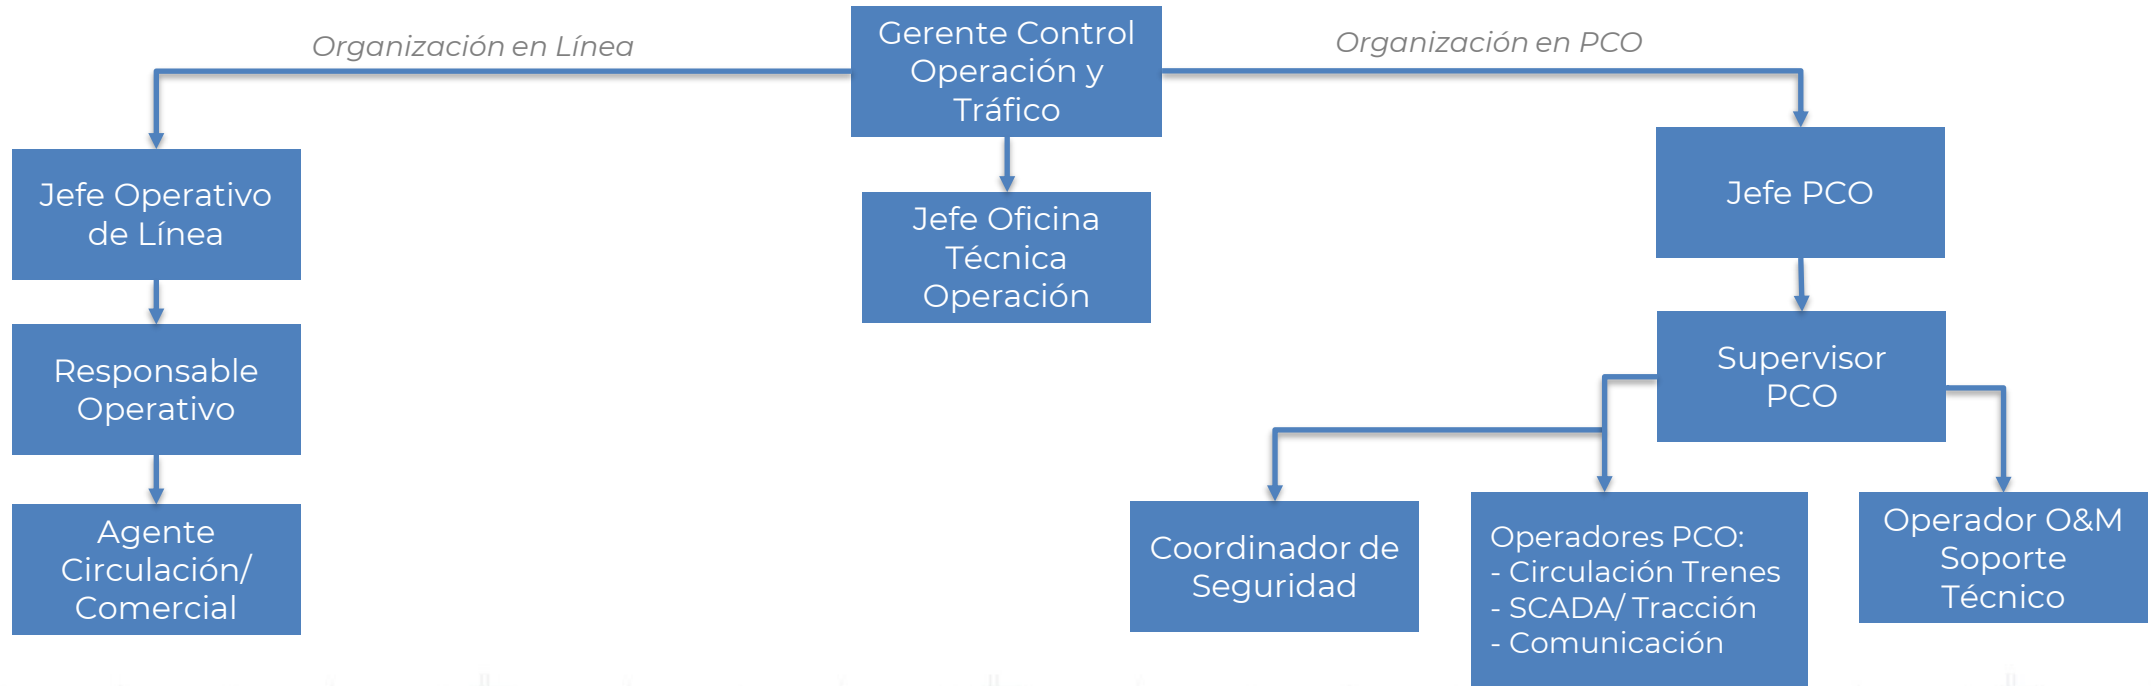 Organización en Línea
Gerente Control
Operación y
Tráfico
Organización en PCO
Jefe Operativo
de Línea
Jefe Oficina
Técnica
Operación
Jefe PCO
Responsable
Operativo
Supervisor
PCO
Agente
Circulación/
Comercial
Coordinador de
Seguridad
Operadores PCO:
- Circulación Trenes
- SCADA/ Tracción
- Comunicación
Operador O&M
Soporte
Técnico